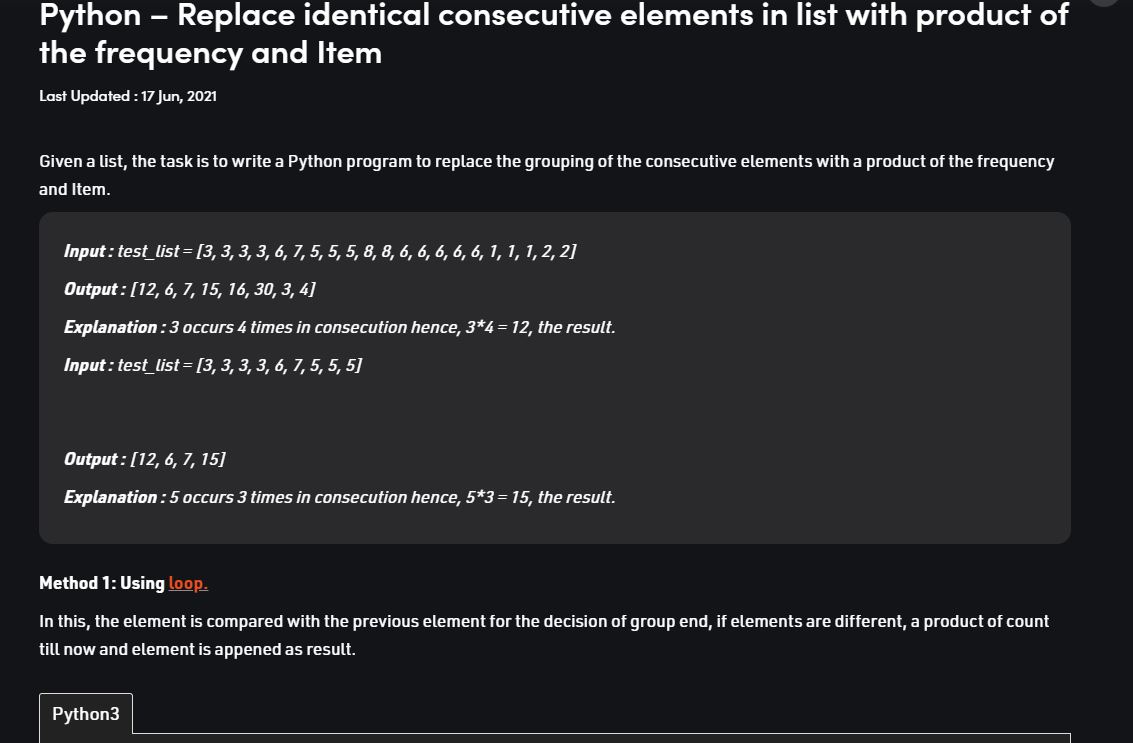 Python – Replace identical consecutive elements in list with product of
the frequency and Item
Last Updated : 17 Jun, 2021
Given a list, the task is to write a Python program to replace the grouping of the consecutive elements with a product of the frequency
and Item.
Input : test_list = [3, 3, 3, 3, 6, 7, 5, 5, 5, 8, 8, 6, 6, 6, 6, 6, 1, 1, 1, 2, 2]
Output : [12, 6, 7, 15, 16, 30, 3, 4]
Explanation : 3 occurs 4 times in consecution hence, 3*4 = 12, the result.
Input : test_list = [3, 3, 3, 3, 6, 7, 5, 5, 5]
Output : [12, 6, 7, 15]
Explanation : 5 occurs 3 times in consecution hence, 5*3 = 15, the result.
Method 1: Using loop.
In this, the element is compared with the previous element for the decision of group end, if elements are different, a product of count
till now and element is appened as result.
Python3